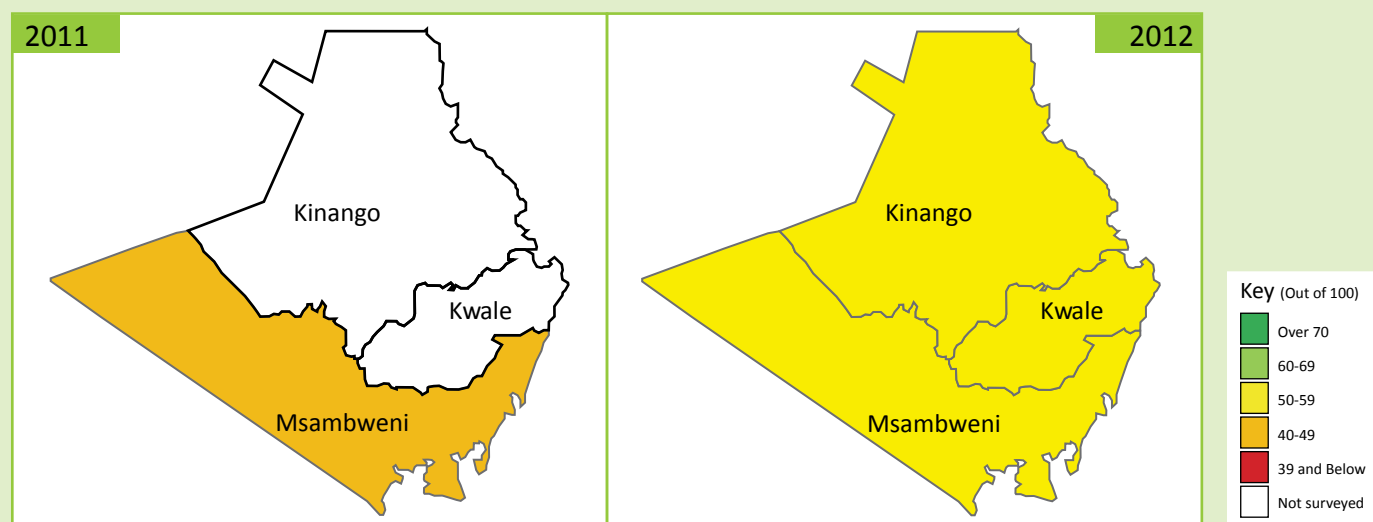 2011
2012
Kinango
Kwale
Msambweni
Kinango
Kwale
Msambweni
Key (Out of 100)
Over 70
60-69
50-59
40-49
39 and Below
Not surveyed